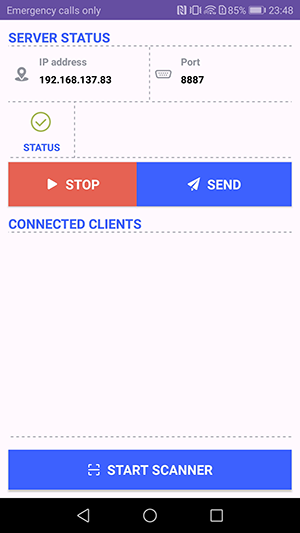 Emergency calls only 85% 23:48
SERVER STATUS
IP address Port
192.168.137.83 8887
STATUS
STOP SEND
CONNECTED CLIENTS
START SCANNER